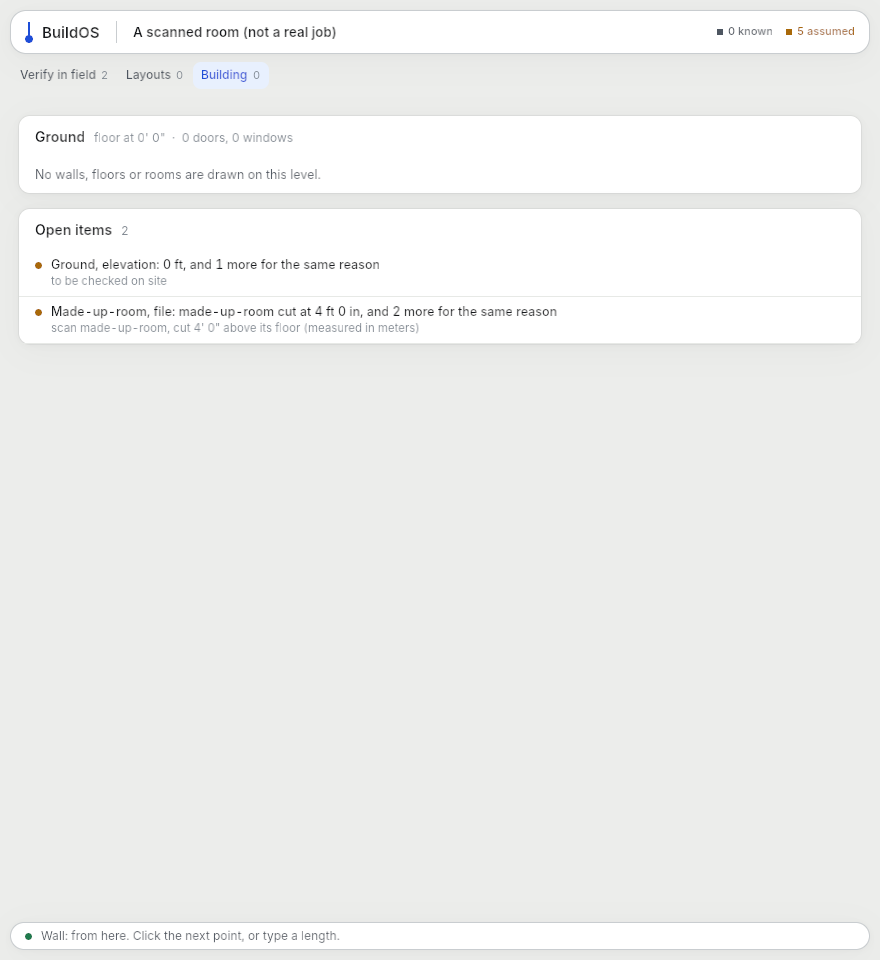 BuildOS
A scanned room (not a real job)
0 known
5 assumed
Verify in field 2
Layouts 0
Building 0
Ground floor at 0' 0" · 0 doors, 0 windows
No walls, floors or rooms are drawn on this level.
Open items 2
Ground, elevation: 0 ft, and 1 more for the same reason
to be checked on site
Made-up-room, file: made-up-room cut at 4 ft 0 in, and 2 more for the same reason
scan made-up-room, cut 4' 0" above its floor (measured in meters)
Wall: from here. Click the next point, or type a length.